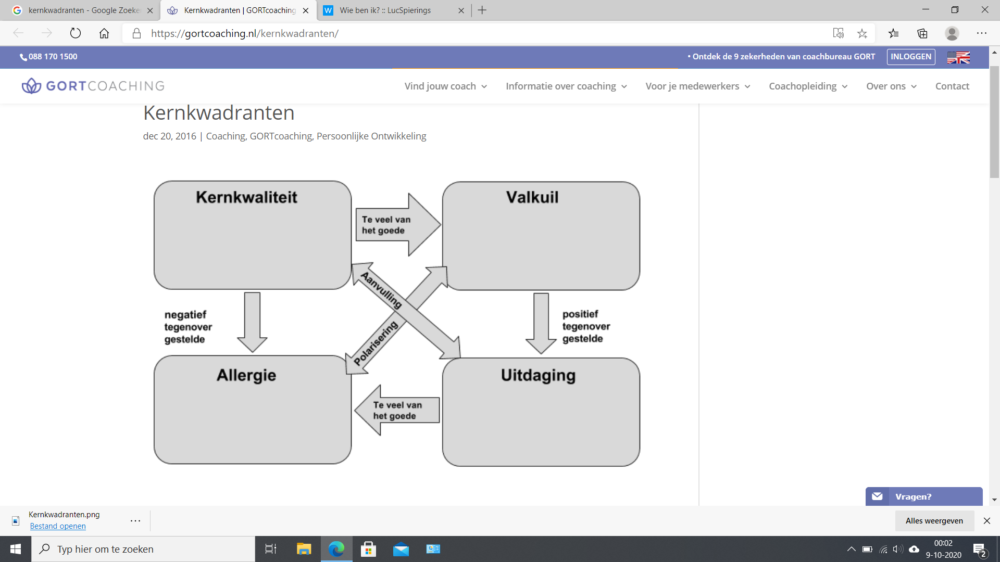 kernkwadranten - Google Zoeke
Kernkwadranten | GORTcoaching
Wie ben ik? :: LucSpierings
https://gortcoaching.nl/kernkwadranten/
088 170 1500
• Ontdek de 9 zekerheden van coachbureau GORT
INLOGGEN
GORTCOACHING
Vind jouw coach
Informatie over coaching
Voor je medewerkers
Coachopleiding
Over ons
Contact
Kernkwadranten
dec 20, 2016 | Coaching, GORTcoaching, Persoonlijke Ontwikkeling
Kernkwaliteit
Te veel van
het goede
Valkuil
Aanvulling
Polarisering
negatief
tegenover
gestelde
positief
tegenover
gestelde
Allergie
Te veel van
het goede
Uitdaging
Vragen?
Kernkwadranten.png
Bestand openen
Alles weergeven
Typ hier om te zoeken
00:02
9-10-2020
2